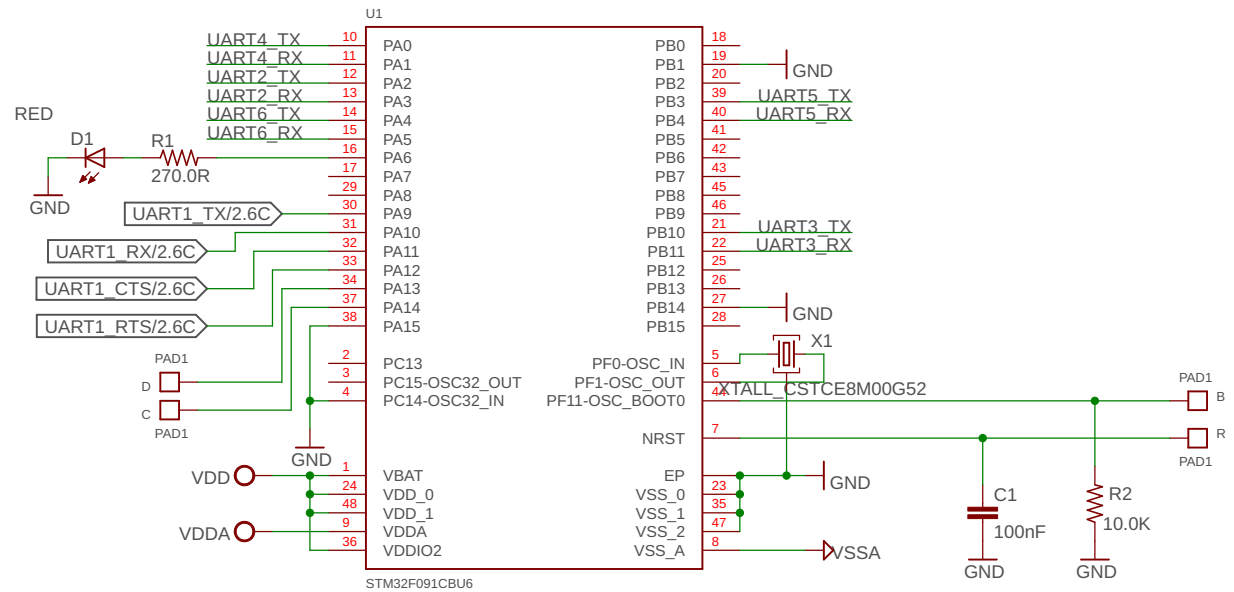 U1
UART4_TX 10 PA0 PB0 18
UART4_RX 11 PA1 PB1 19 GND
UART2_TX 12 PA2 PB2 20
UART2_RX 13 PA3 PB3 39 UART5_TX
UART6_TX 14 PA4 PB4 40 UART5_RX
UART6_RX 15 PA5 PB5 41
RED
D1
R1
270.0R
GND
16 PA6 PB6 42
17 PA7 PB7 43
29 PA8 PB8 45
UART1_TX/2.6C 30 PA9 PB9 46
UART1_RX/2.6C 31 PA10 PB10 21 UART3_TX
UART1_CTS/2.6C 32 PA11 PB11 22 UART3_RX
UART1_RTS/2.6C 33 PA12 PB12 25
34 PA13 PB13 26
37 PA14 PB14 27 GND
38 PA15 PB15 28
PAD1
D
C
PAD1
2 PC13 PF0-OSC_IN 5 X1
3 PC15-OSC32_OUT PF1-OSC_OUT 6
XTALL_CSTCE8M00G52
4 PC14-OSC32_IN PF11-OSC_BOOT0 44
PAD1
B
NRST 7
R
PAD1
GND
VDD 1 VBAT EP GND
24 VDD_0 VSS_0 23
48 VDD_1 VSS_1 35
VDDA 9 VDDA VSS_2 47
36 VDDIO2 VSS_A 8 VSSA
C1
100nF
GND
R2
10.0K
GND
STM32F091CBU6